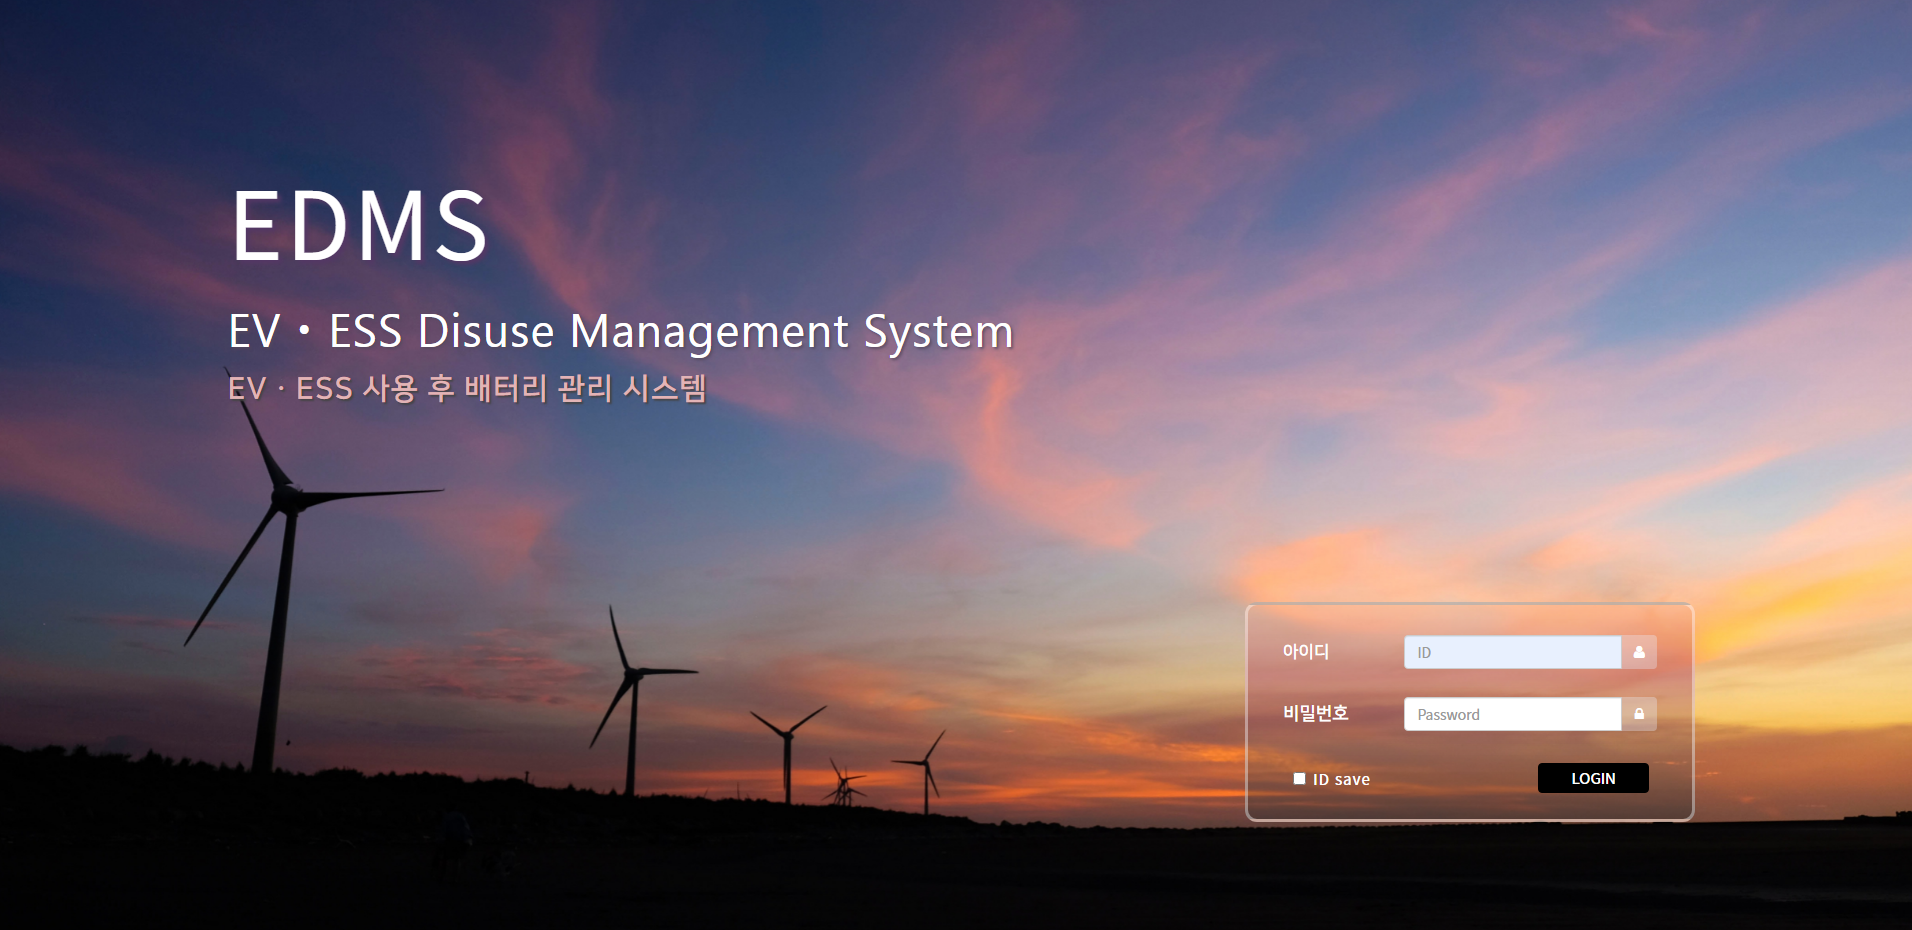 EDMS
EV • ESS Disuse Management System
EV · ESS 사용 후 배터리 관리 시스템
아이디 ID
비밀번호 Password
ID save LOGIN